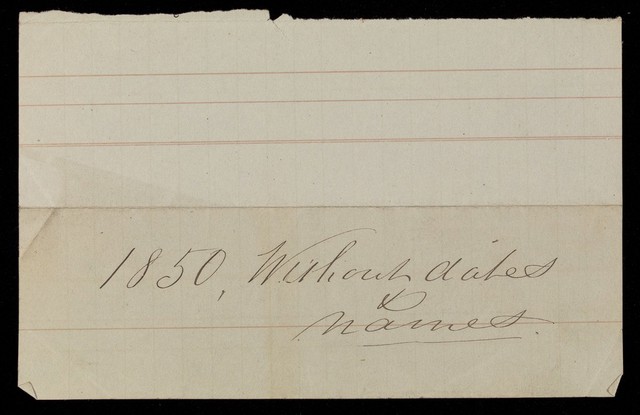 1850, Without dates
&
names.